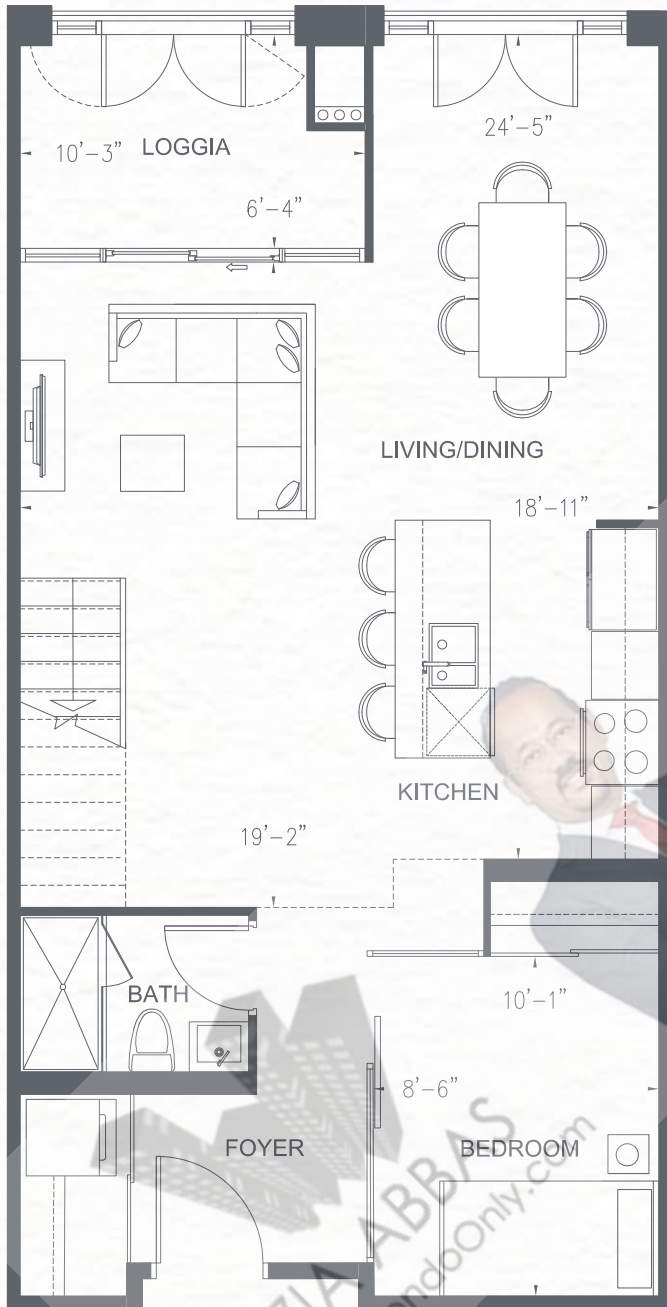 24’-5”
10’-3” LOGGIA
6’-4”
LIVING/DINING
18’-11”
KITCHEN
19’-2”
BATH
10’-1”
8’-6”
FOYER
BEDROOM
ZIA ABBAS
ondoOnly.com